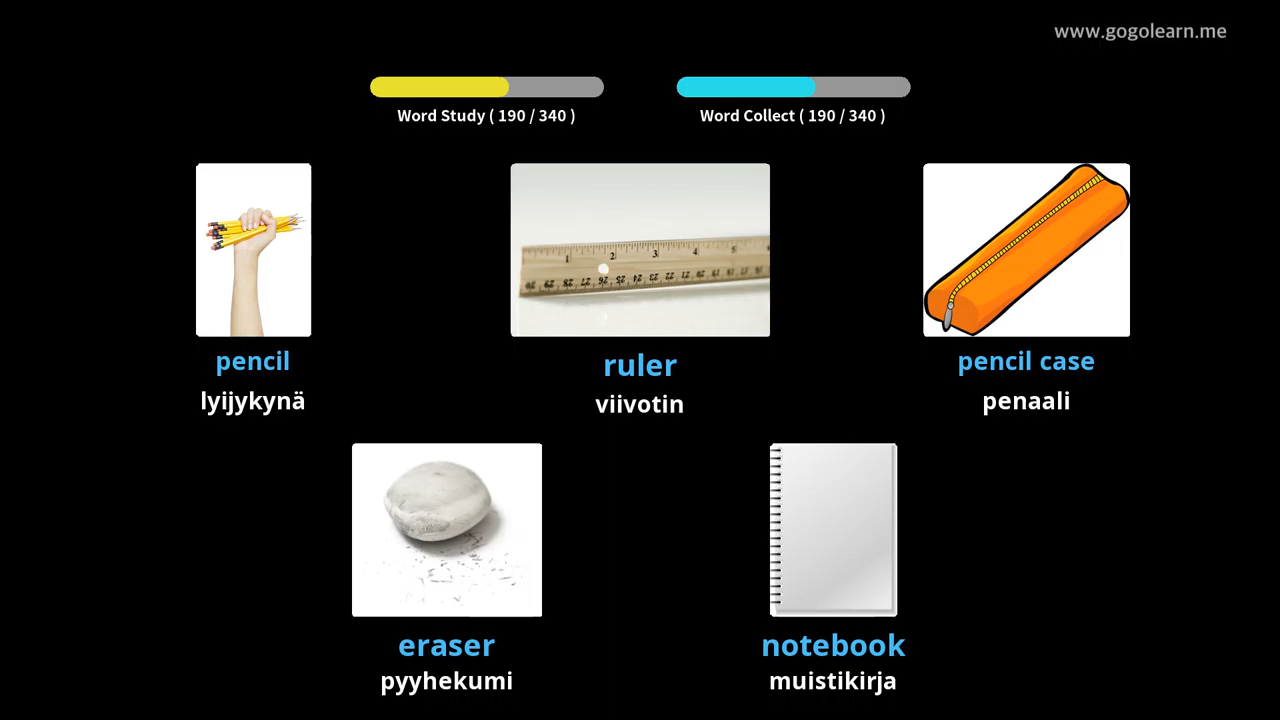 www.gogolearn.me
Word Study ( 190 / 340 )
Word Collect ( 190 / 340 )
pencil
lyijykynä
ruler
viivotin
pencil case
penaali
eraser
pyyhekumi
notebook
muistikirja